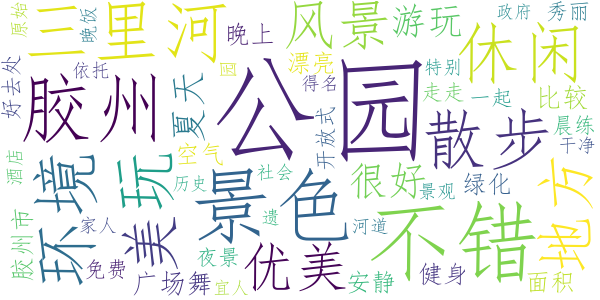 原始
晚饭
三里河
晚上
风景
游玩
政府
秀丽
好去处
依托
围
漂亮
得名
特别
休闲
胶州
夏天
公园
开放式
走走
一起
比较
散步
晨练
干净
酒店
环境
玩
空气
历史
社会
景色
很好
景观
绿化
不错
地方
胶州市
家人
美
遗
河道
免费
广场舞
夜景
宜人
优美
安静
健身
面积